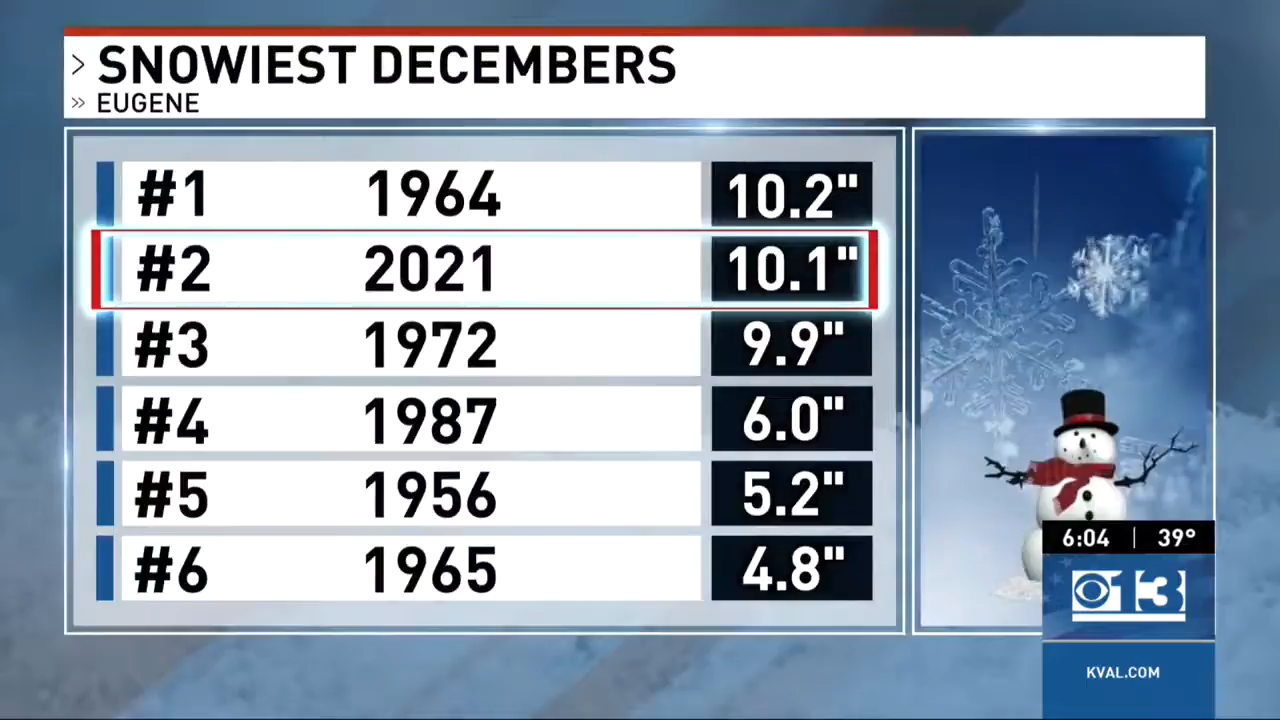 > SNOWIEST DECEMBERS
>> EUGENE
#1 1964 10.2"
#2 2021 10.1"
#3 1972 9.9"
#4 1987 6.0"
#5 1956 5.2"
#6 1965 4.8"
6:04 | 39°
13
KVAL.COM